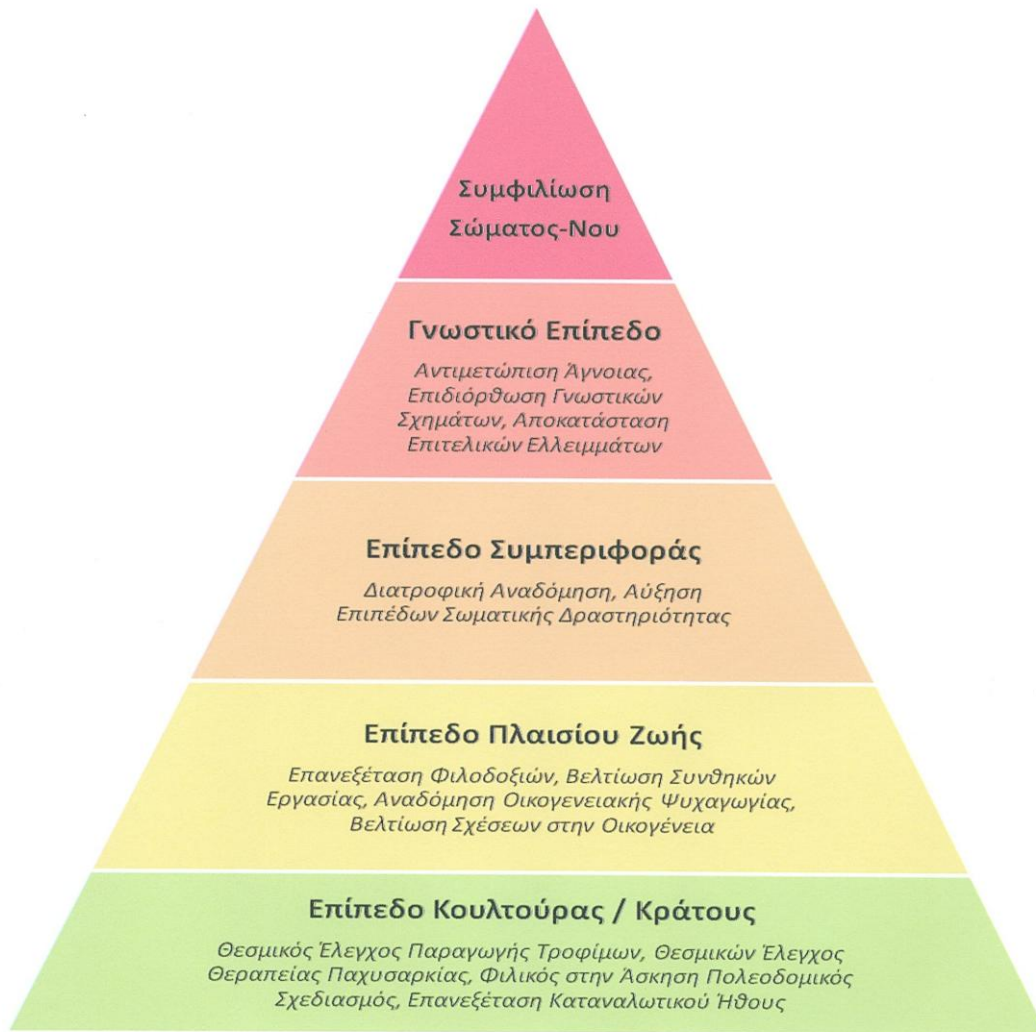 Συμφιλίωση
Σώματος-Νου
Γνωστικό Επίπεδο
Αντιμετώπιση Άγνοιας,
Επιδιόρθωση Γνωστικών
Σχημάτων, Αποκατάσταση
Επιτελικών Ελλειμμάτων
Επίπεδο Συμπεριφοράς
Διατροφική Αναδόμηση, Αύξηση
Επιπέδων Σωματικής Δραστηριότητας
Επίπεδο Πλαισίου Ζωής
Επανεξέταση Φιλοδοξιών, Βελτίωση Συνθηκών
Εργασίας, Αναδόμηση Οικογενειακής Ψυχαγωγίας,
Βελτίωση Σχέσεων στην Οικογένεια
Επίπεδο Κουλτούρας / Κράτους
Θεσμικός Έλεγχος Παραγωγής Τροφίμων, Θεσμικών Έλεγχος
Θεραπείας Παχυσαρκίας, Φιλικός στην Άσκηση Πολεοδομικός
Σχεδιασμός, Επανεξέταση Καταναλωτικού Ήθους